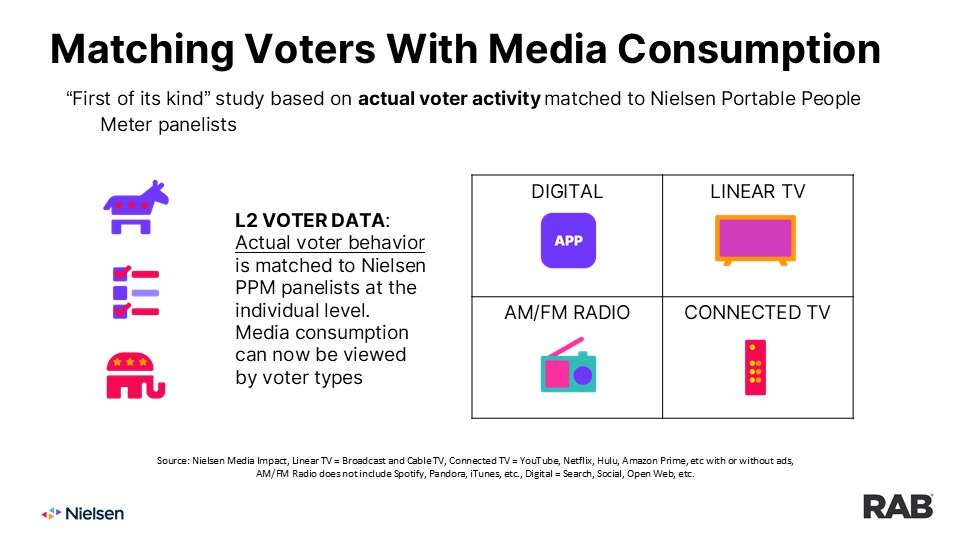 Matching Voters With Media Consumption
“First of its kind” study based on actual voter activity matched to Nielsen Portable People
Meter panelists
L2 VOTER DATA:
Actual voter behavior
is matched to Nielsen
PPM panelists at the
individual level.
Media consumption
can now be viewed
by voter types
DIGITAL
APP
LINEAR TV
AM/FM RADIO
CONNECTED TV
Source: Nielsen Media Impact, Linear TV = Broadcast and Cable TV, Connected TV = YouTube, Netflix, Hulu, Amazon Prime, etc with or without ads,
AM/FM Radio does not include Spotify, Pandora, iTunes, etc., Digital = Search, Social, Open Web, etc.
Nielsen
RAB